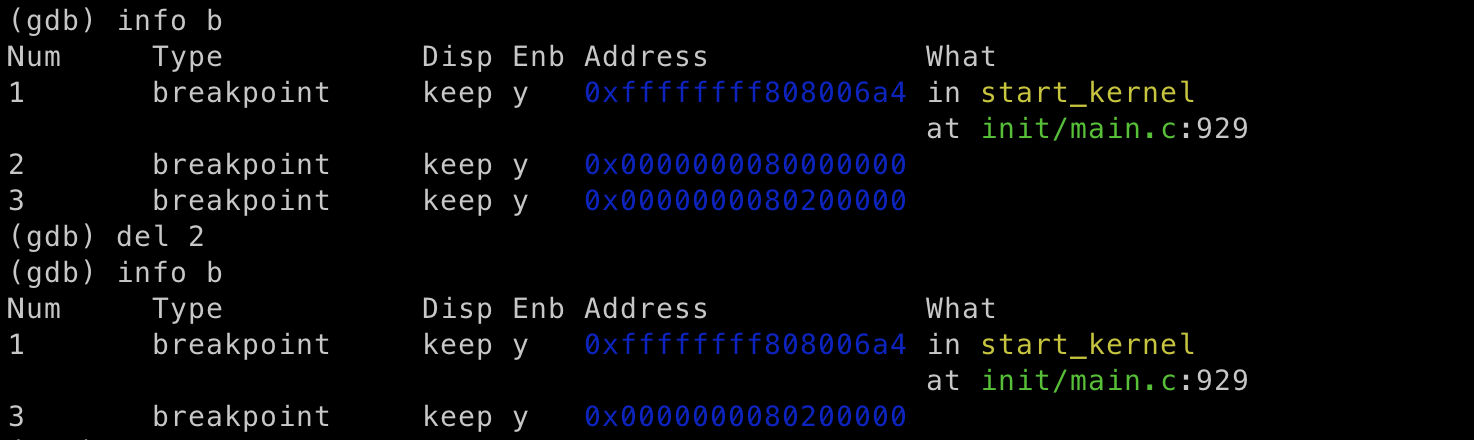 (gdb) info b
Num     Type           Disp Enb Address            What
1       breakpoint     keep y   0xffffffff808006a4 in start_kernel
                                                   at init/main.c:929
2       breakpoint     keep y   0x0000000080000000
3       breakpoint     keep y   0x0000000080200000
(gdb) del 2
(gdb) info b
Num     Type           Disp Enb Address            What
1       breakpoint     keep y   0xffffffff808006a4 in start_kernel
                                                   at init/main.c:929
3       breakpoint     keep y   0x0000000080200000